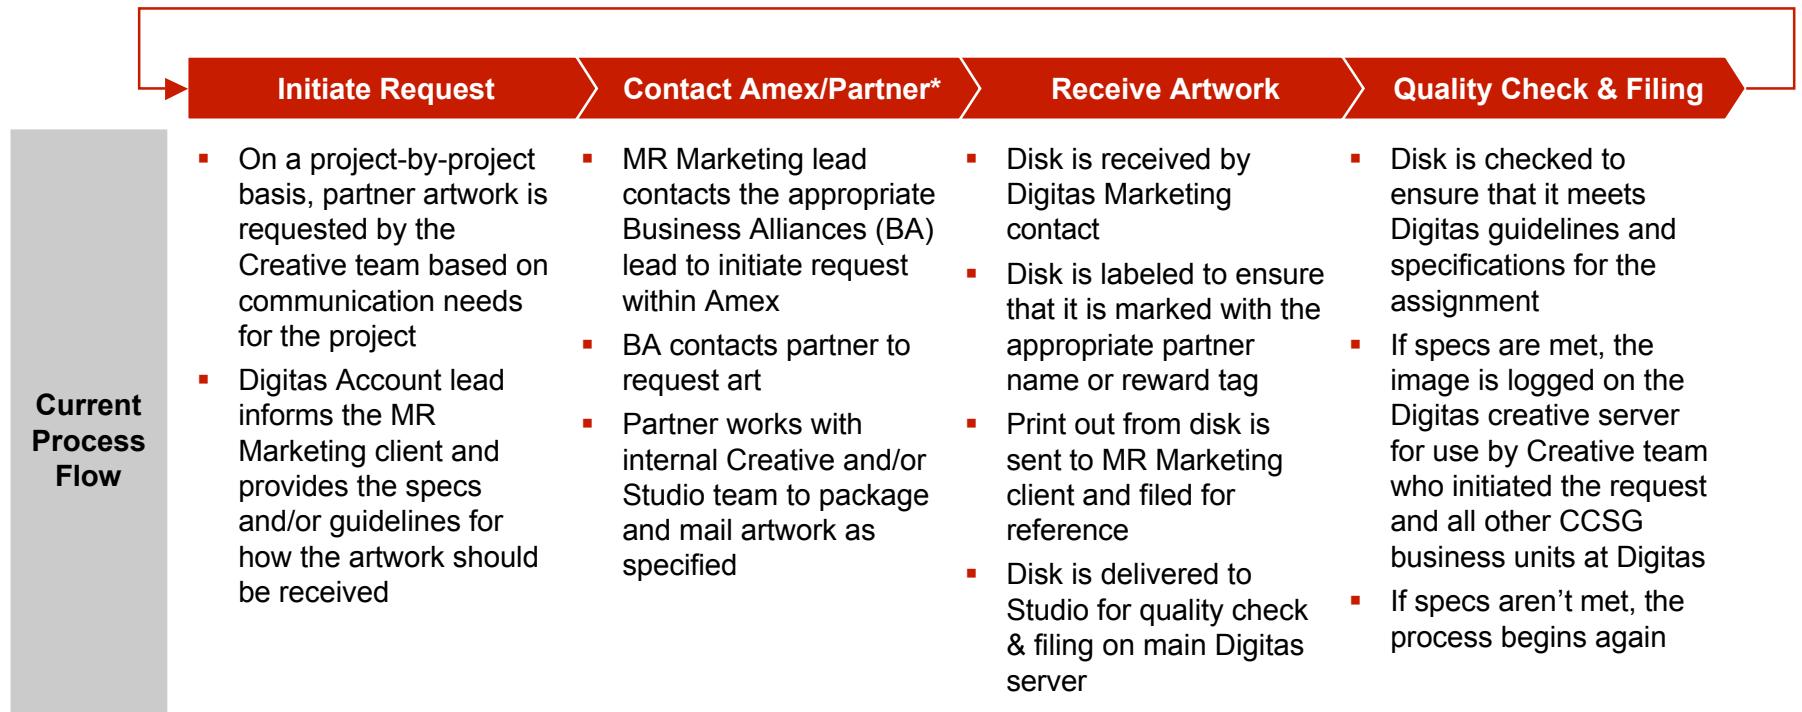 Initiate Request
Contact Amex/Partner*
Receive Artwork
Quality Check & Filing
Current
Process
Flow
▪ On a project-by-project
basis, partner artwork is
requested by the
Creative team based on
communication needs
for the project
▪ Digitas Account lead
informs the MR
Marketing client and
provides the specs
and/or guidelines for
how the artwork should
be received
▪ MR Marketing lead
contacts the appropriate
Business Alliances (BA)
lead to initiate request
within Amex
▪ BA contacts partner to
request art
▪ Partner works with
internal Creative and/or
Studio team to package
and mail artwork as
specified
▪ Disk is received by
Digitas Marketing
contact
▪ Disk is labeled to ensure
that it is marked with the
appropriate partner
name or reward tag
▪ Print out from disk is
sent to MR Marketing
client and filed for
reference
▪ Disk is delivered to
Studio for quality check
& filing on main Digitas
server
▪ Disk is checked to
ensure that it meets
Digitas guidelines and
specifications for the
assignment
▪ If specs are met, the
image is logged on the
Digitas creative server
for use by Creative team
who initiated the request
and all other CCSG
business units at Digitas
▪ If specs aren’t met, the
process begins again